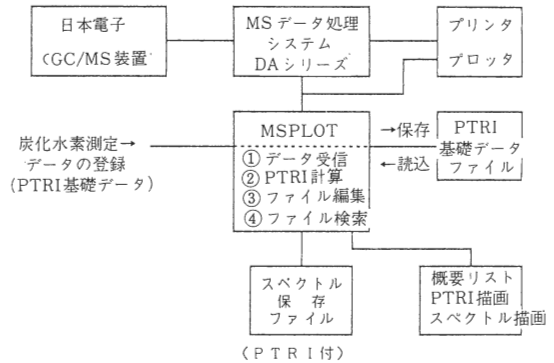 日本電子
(GC/MS装置)
MSデータ処理
システム
DAシリーズ
プリンタ
プロッタ
炭化水素測定→
データの登録
(PTRI基礎データ)
MSPLOT
①データ受信
②PTRI計算
③ファイル編集
④ファイル検索
→保存
←読込
PTRI
基礎データ
ファイル
スペクトル
保存
ファイル
(PTRI付)
概要リスト
PTRI描画
スペクトル描画